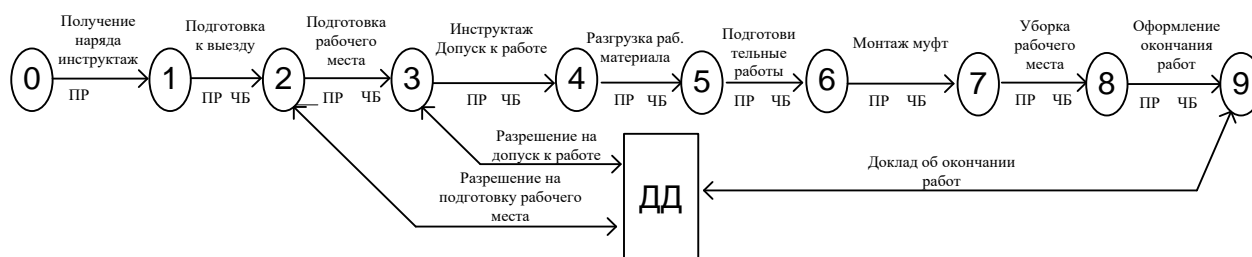 Получение
наряда
инструктаж
Подготовка
к выезду
Подготовка
рабочего
места
Инструктаж
Допуск к работе
Разгрузка раб.
материала
Подготови
тельные
работы
Монтаж муфт
Уборка
рабочего
места
Оформление
окончания
работ
0
1
2
3
4
5
6
7
8
9
ПР
ПР ЧБ
ПР ЧБ
ПР ЧБ
ПР ЧБ
ПР ЧБ
ПР ЧБ
ПР ЧБ
ПР ЧБ
Разрешение на
допуск к работе
Разрешение на
подготовку рабочего
места
ДД
Доклад об окончании
работ